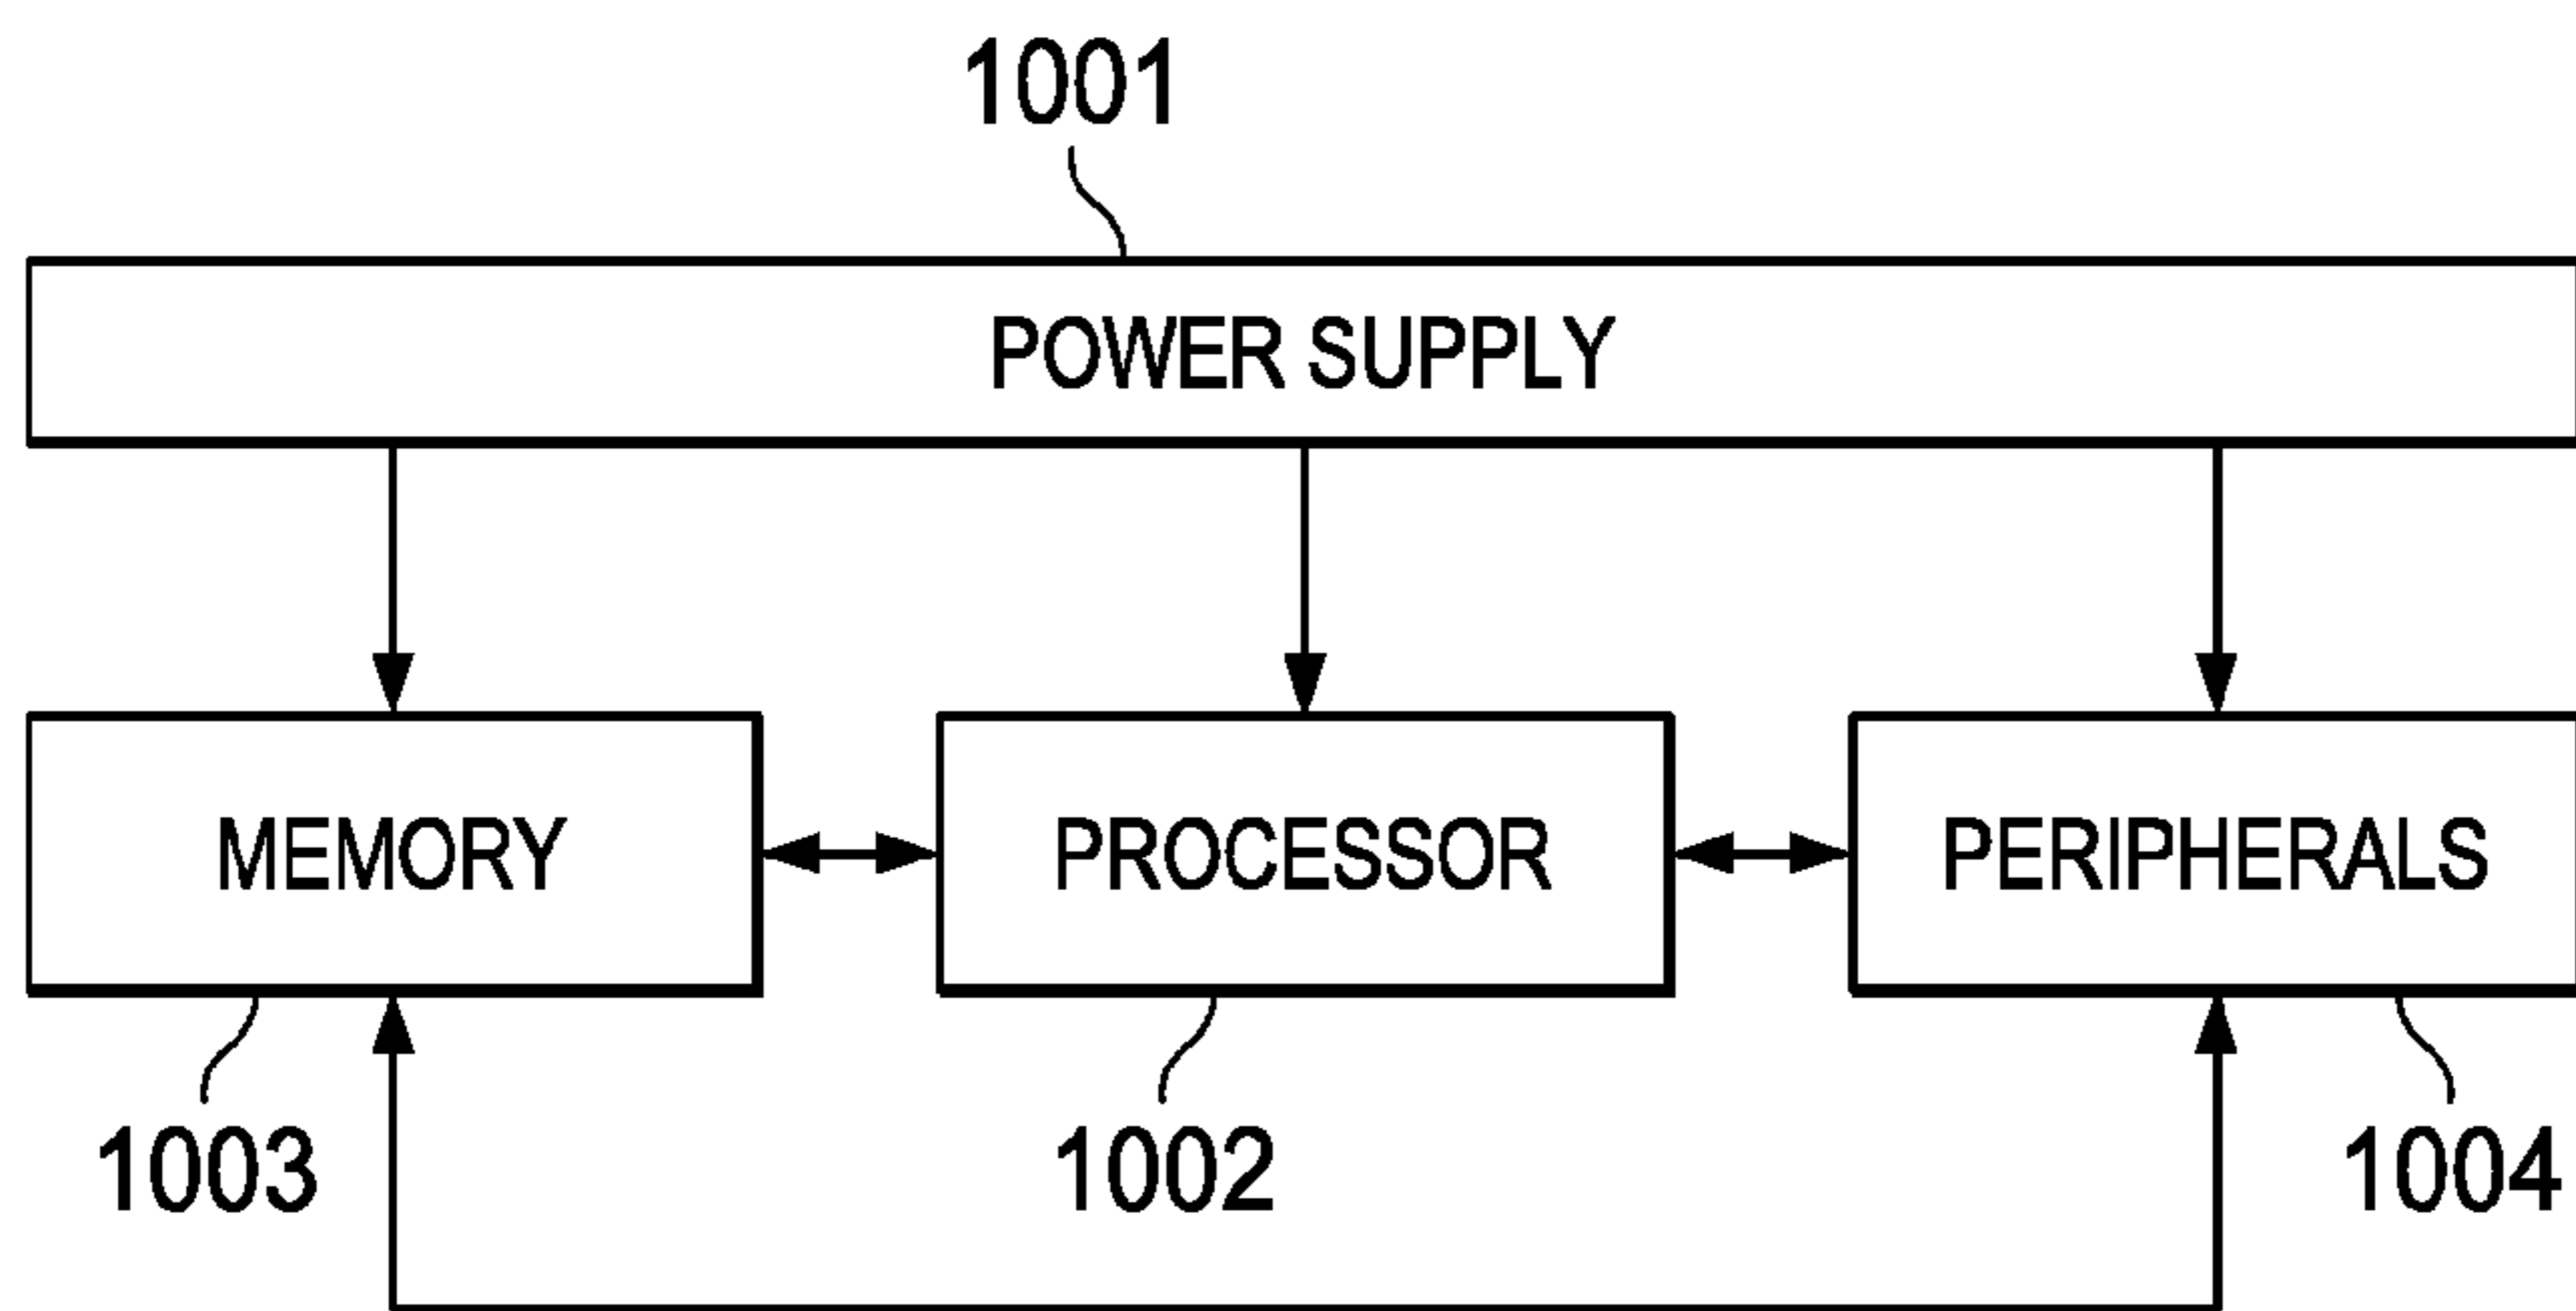 1001
POWER SUPPLY
MEMORY
PROCESSOR
PERIPHERALS
1003
1002
1004